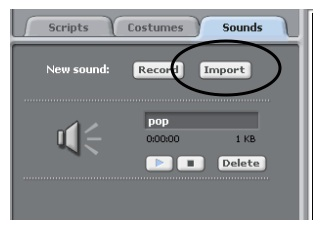 Scripts Costumes Sounds
New sound: Record Import
pop
0:00:00 1 KB
Delete